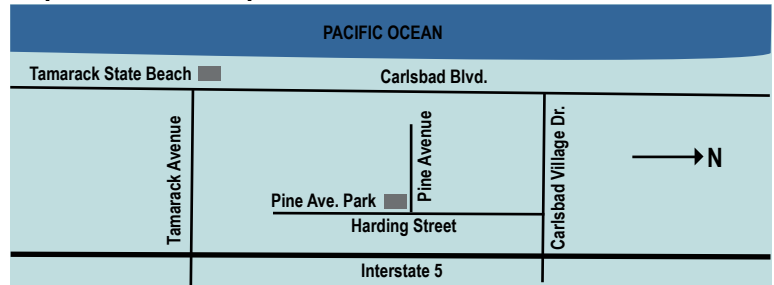 PACIFIC OCEAN
Tamarack State Beach
Carlsbad Blvd.
Tamarack Avenue
Pine Avenue
Carlsbad Village Dr.
N
Pine Ave. Park
Harding Street
Interstate 5